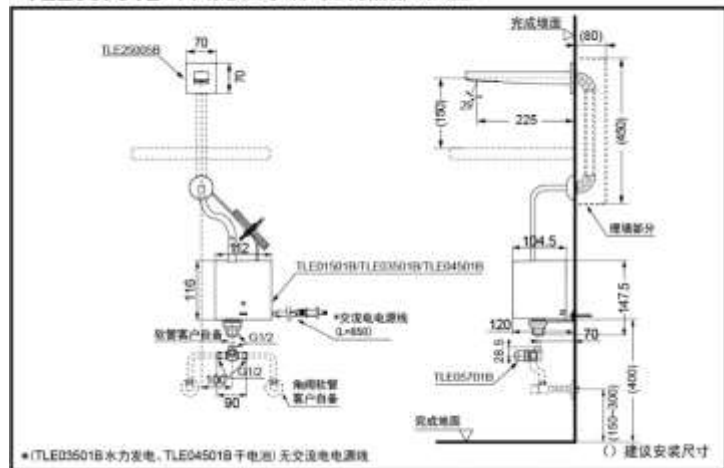 70
TLE25005B
70
112
TLE01501B/TLE03501B/TLE04501B
116
*交流电电源线
(L=850)
软管客户自备
G1/2
G1/2
100
90
角阀软管
客户自备
*(TLE03501B水力发电、TLE04501B干电池)无交流电电源线
完成墙面
(80)
(150)
225
(450)
埋墙部分
104.5
147.5
120
70
28.5
TLE05701B
(400)
(150~300)
完成地面
()建议安装尺寸